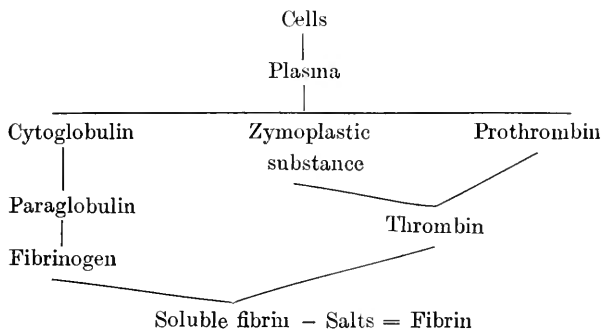 Cells
Plasma
Cytoglobulin Zymoplastic Prothrombin
substance
Paraglobulin
Thrombin
Fibrinogen
Soluble fibrin – Salts = Fibrin